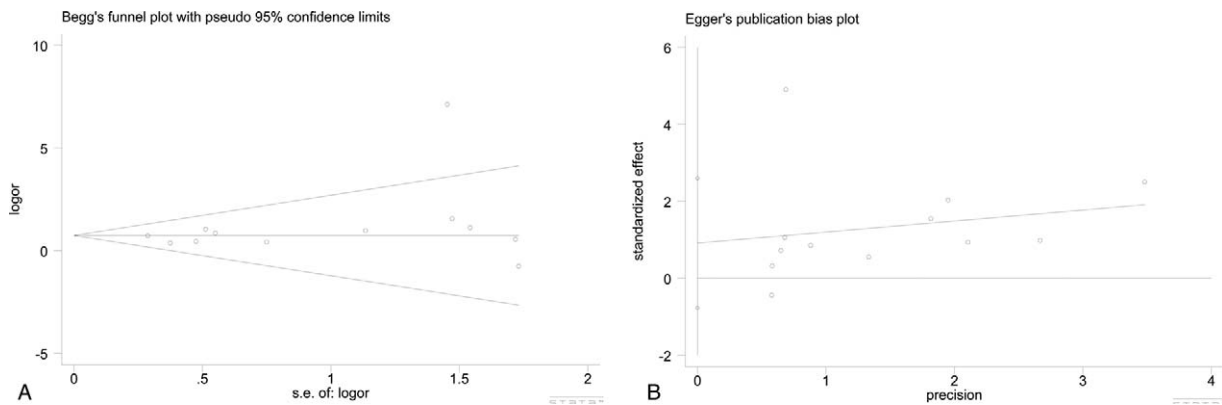 Begg's funnel plot with pseudo 95% confidence limits
10
5
0
-5
logor
0 .5 1 1.5 2
s.e. of: logor
A
Egger's publication bias plot
6
4
2
0
-2
standardized effect
0 1 2 3 4
precision
B